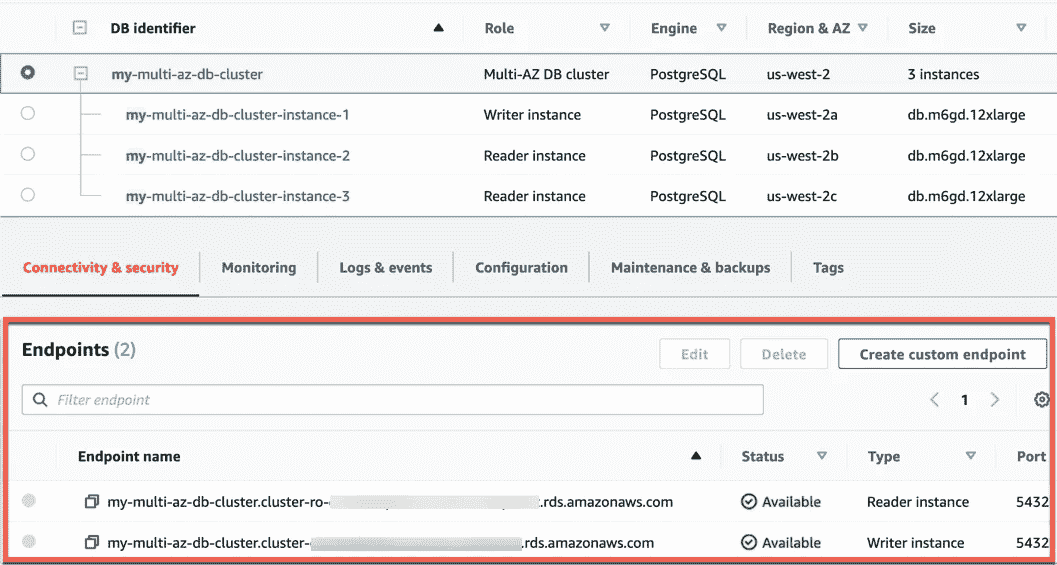 DB identifier Role Engine Region & AZ Size
my-multi-az-db-cluster Multi-AZ DB cluster PostgreSQL us-west-2 3 instances
my-multi-az-db-cluster-instance-1 Writer instance PostgreSQL us-west-2a db.m6gd.12xlarge
my-multi-az-db-cluster-instance-2 Reader instance PostgreSQL us-west-2b db.m6gd.12xlarge
my-multi-az-db-cluster-instance-3 Reader instance PostgreSQL us-west-2c db.m6gd.12xlarge
Connectivity & security Monitoring Logs & events Configuration Maintenance & backups Tags
Endpoints (2) Edit Delete Create custom endpoint
Filter endpoint 1
Endpoint name Status Type Port
my-multi-az-db-cluster.cluster-ro- .rds.amazonaws.com Available Reader instance 5432
my-multi-az-db-cluster.cluster- .rds.amazonaws.com Available Writer instance 5432